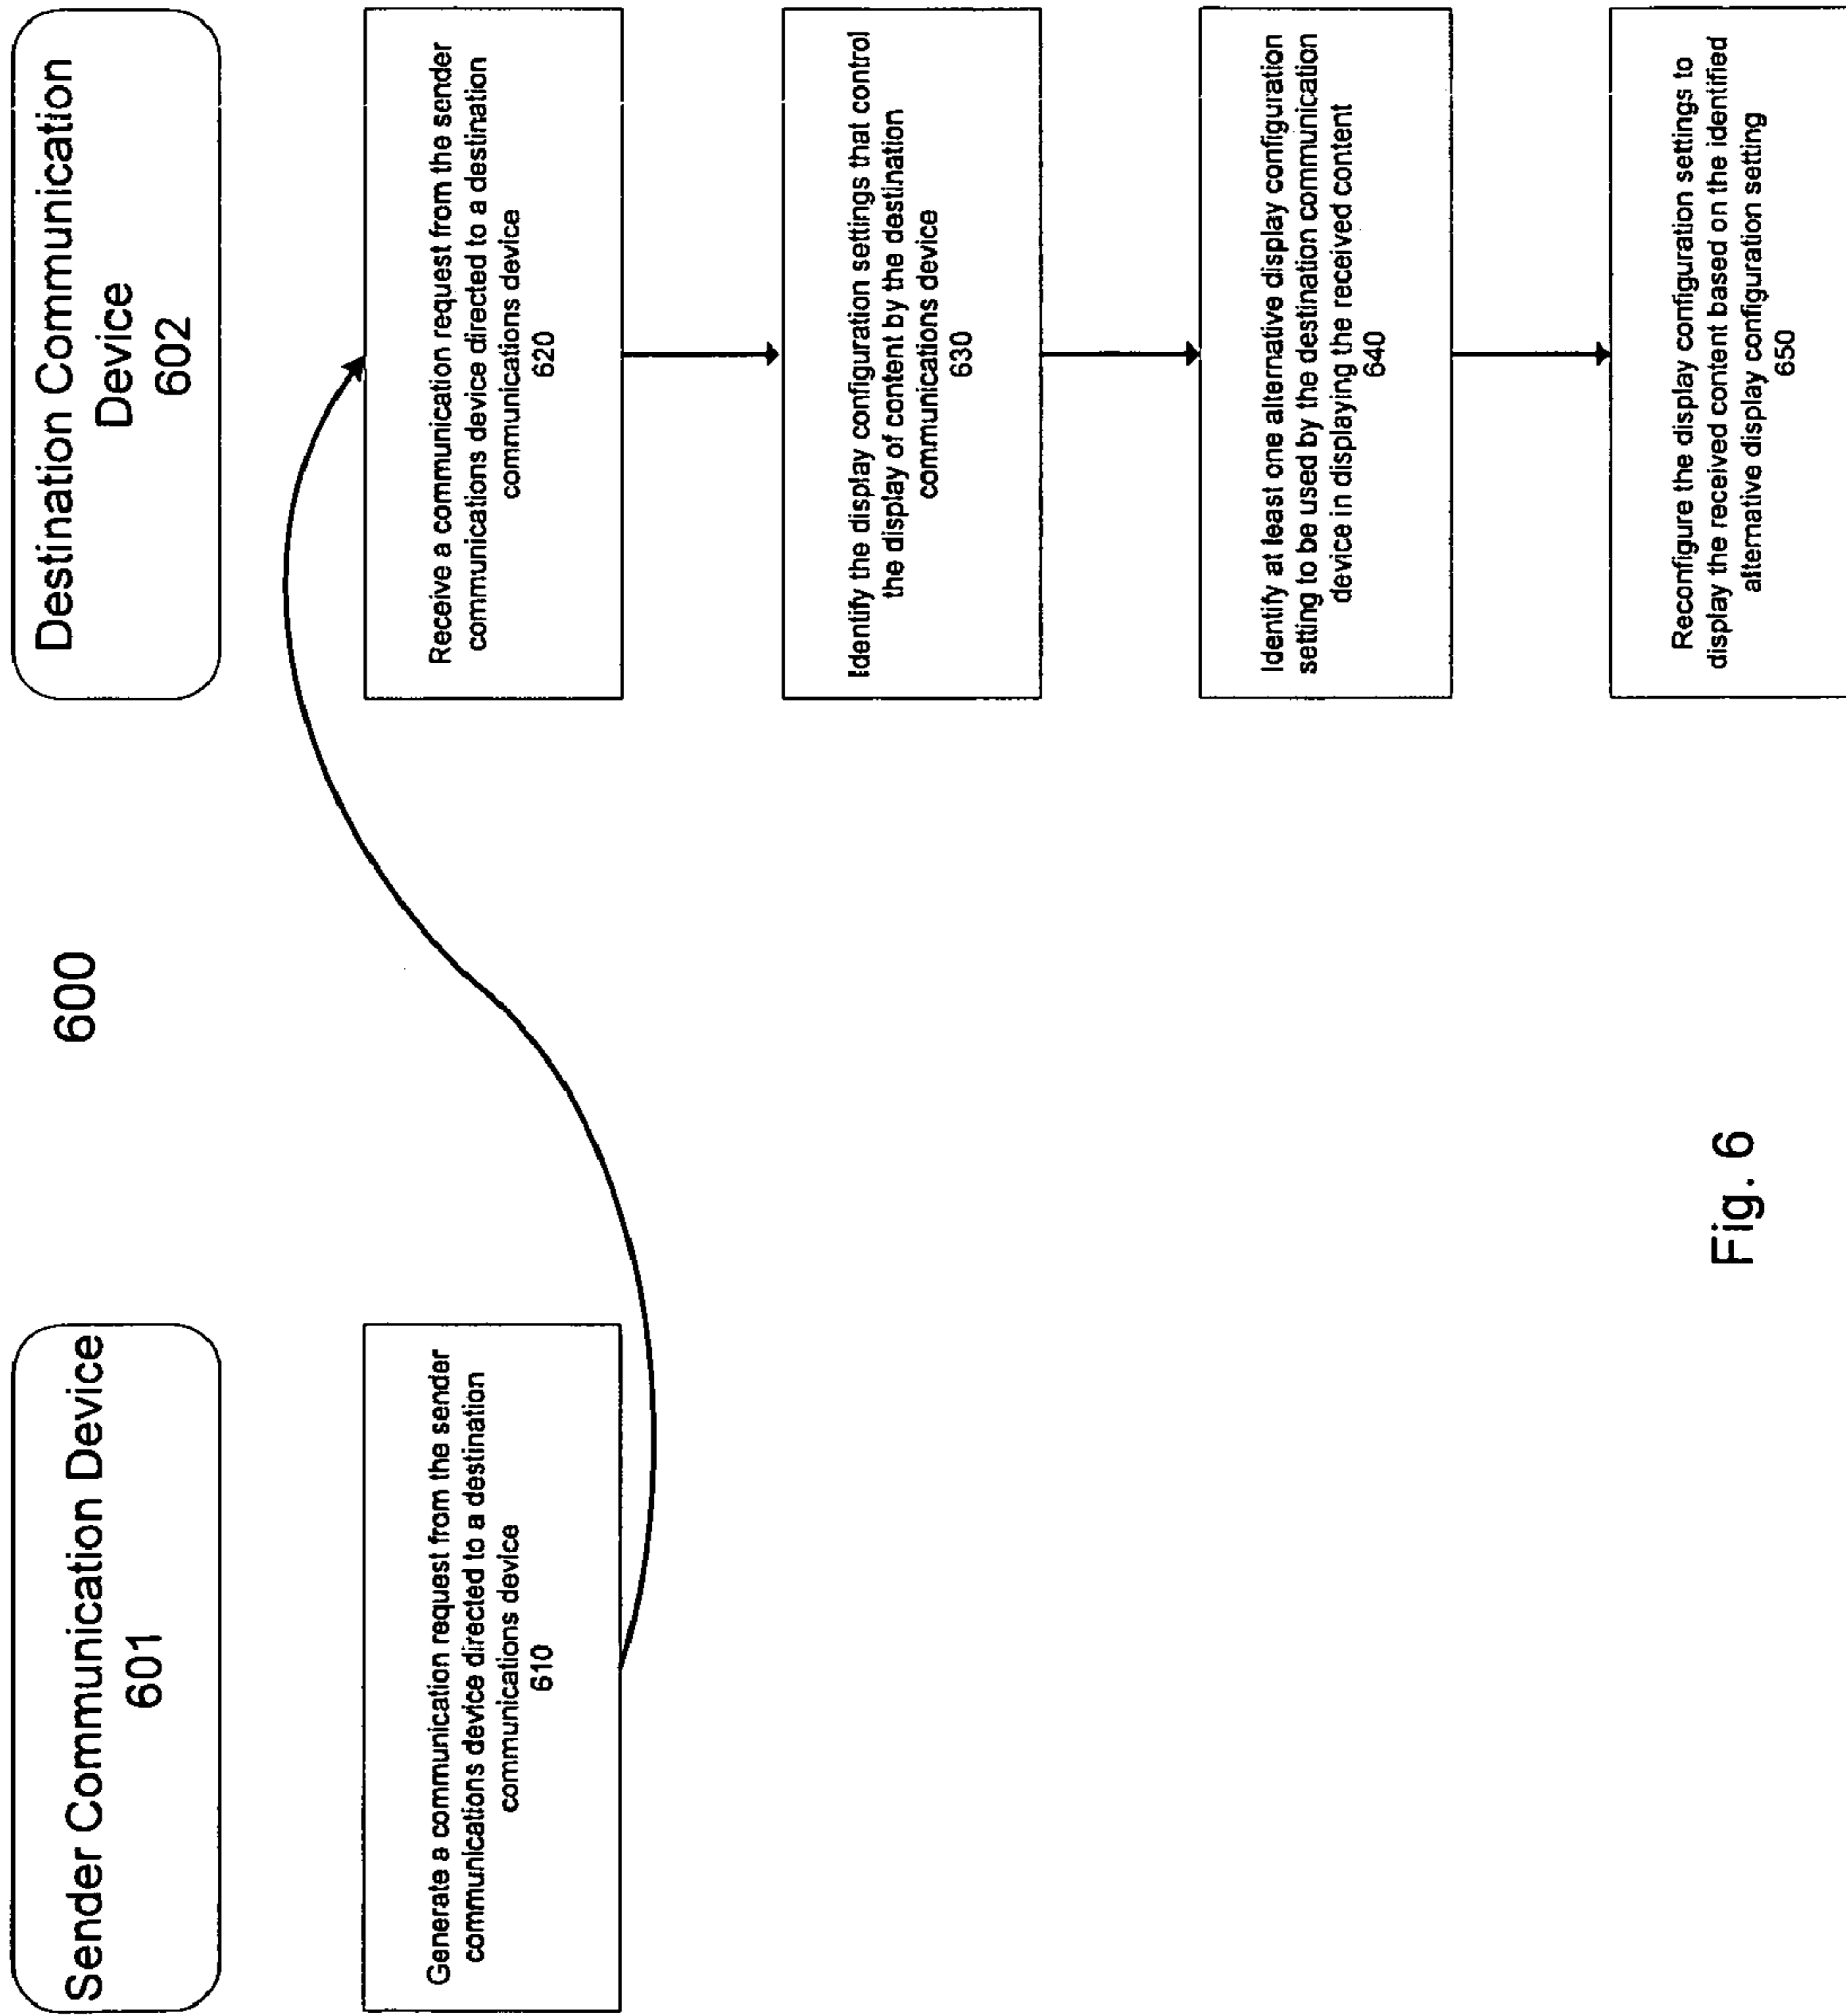 Sender Communication Device
601
600
Destination Communication
Device
602
Generate a communication request from the sender
communications device directed to a destination
communications device
610
Receive a communication request from the sender
communications device directed to a destination
communications device
620
Identify the display configuration settings that control
the display of content by the destination
communications device
630
Identify at least one alternative display configuration
setting to be used by the destination communication
device in displaying the received content
640
Reconfigure the display configuration settings to
display the received content based on the identified
alternative display configuration setting
650
Fig. 6